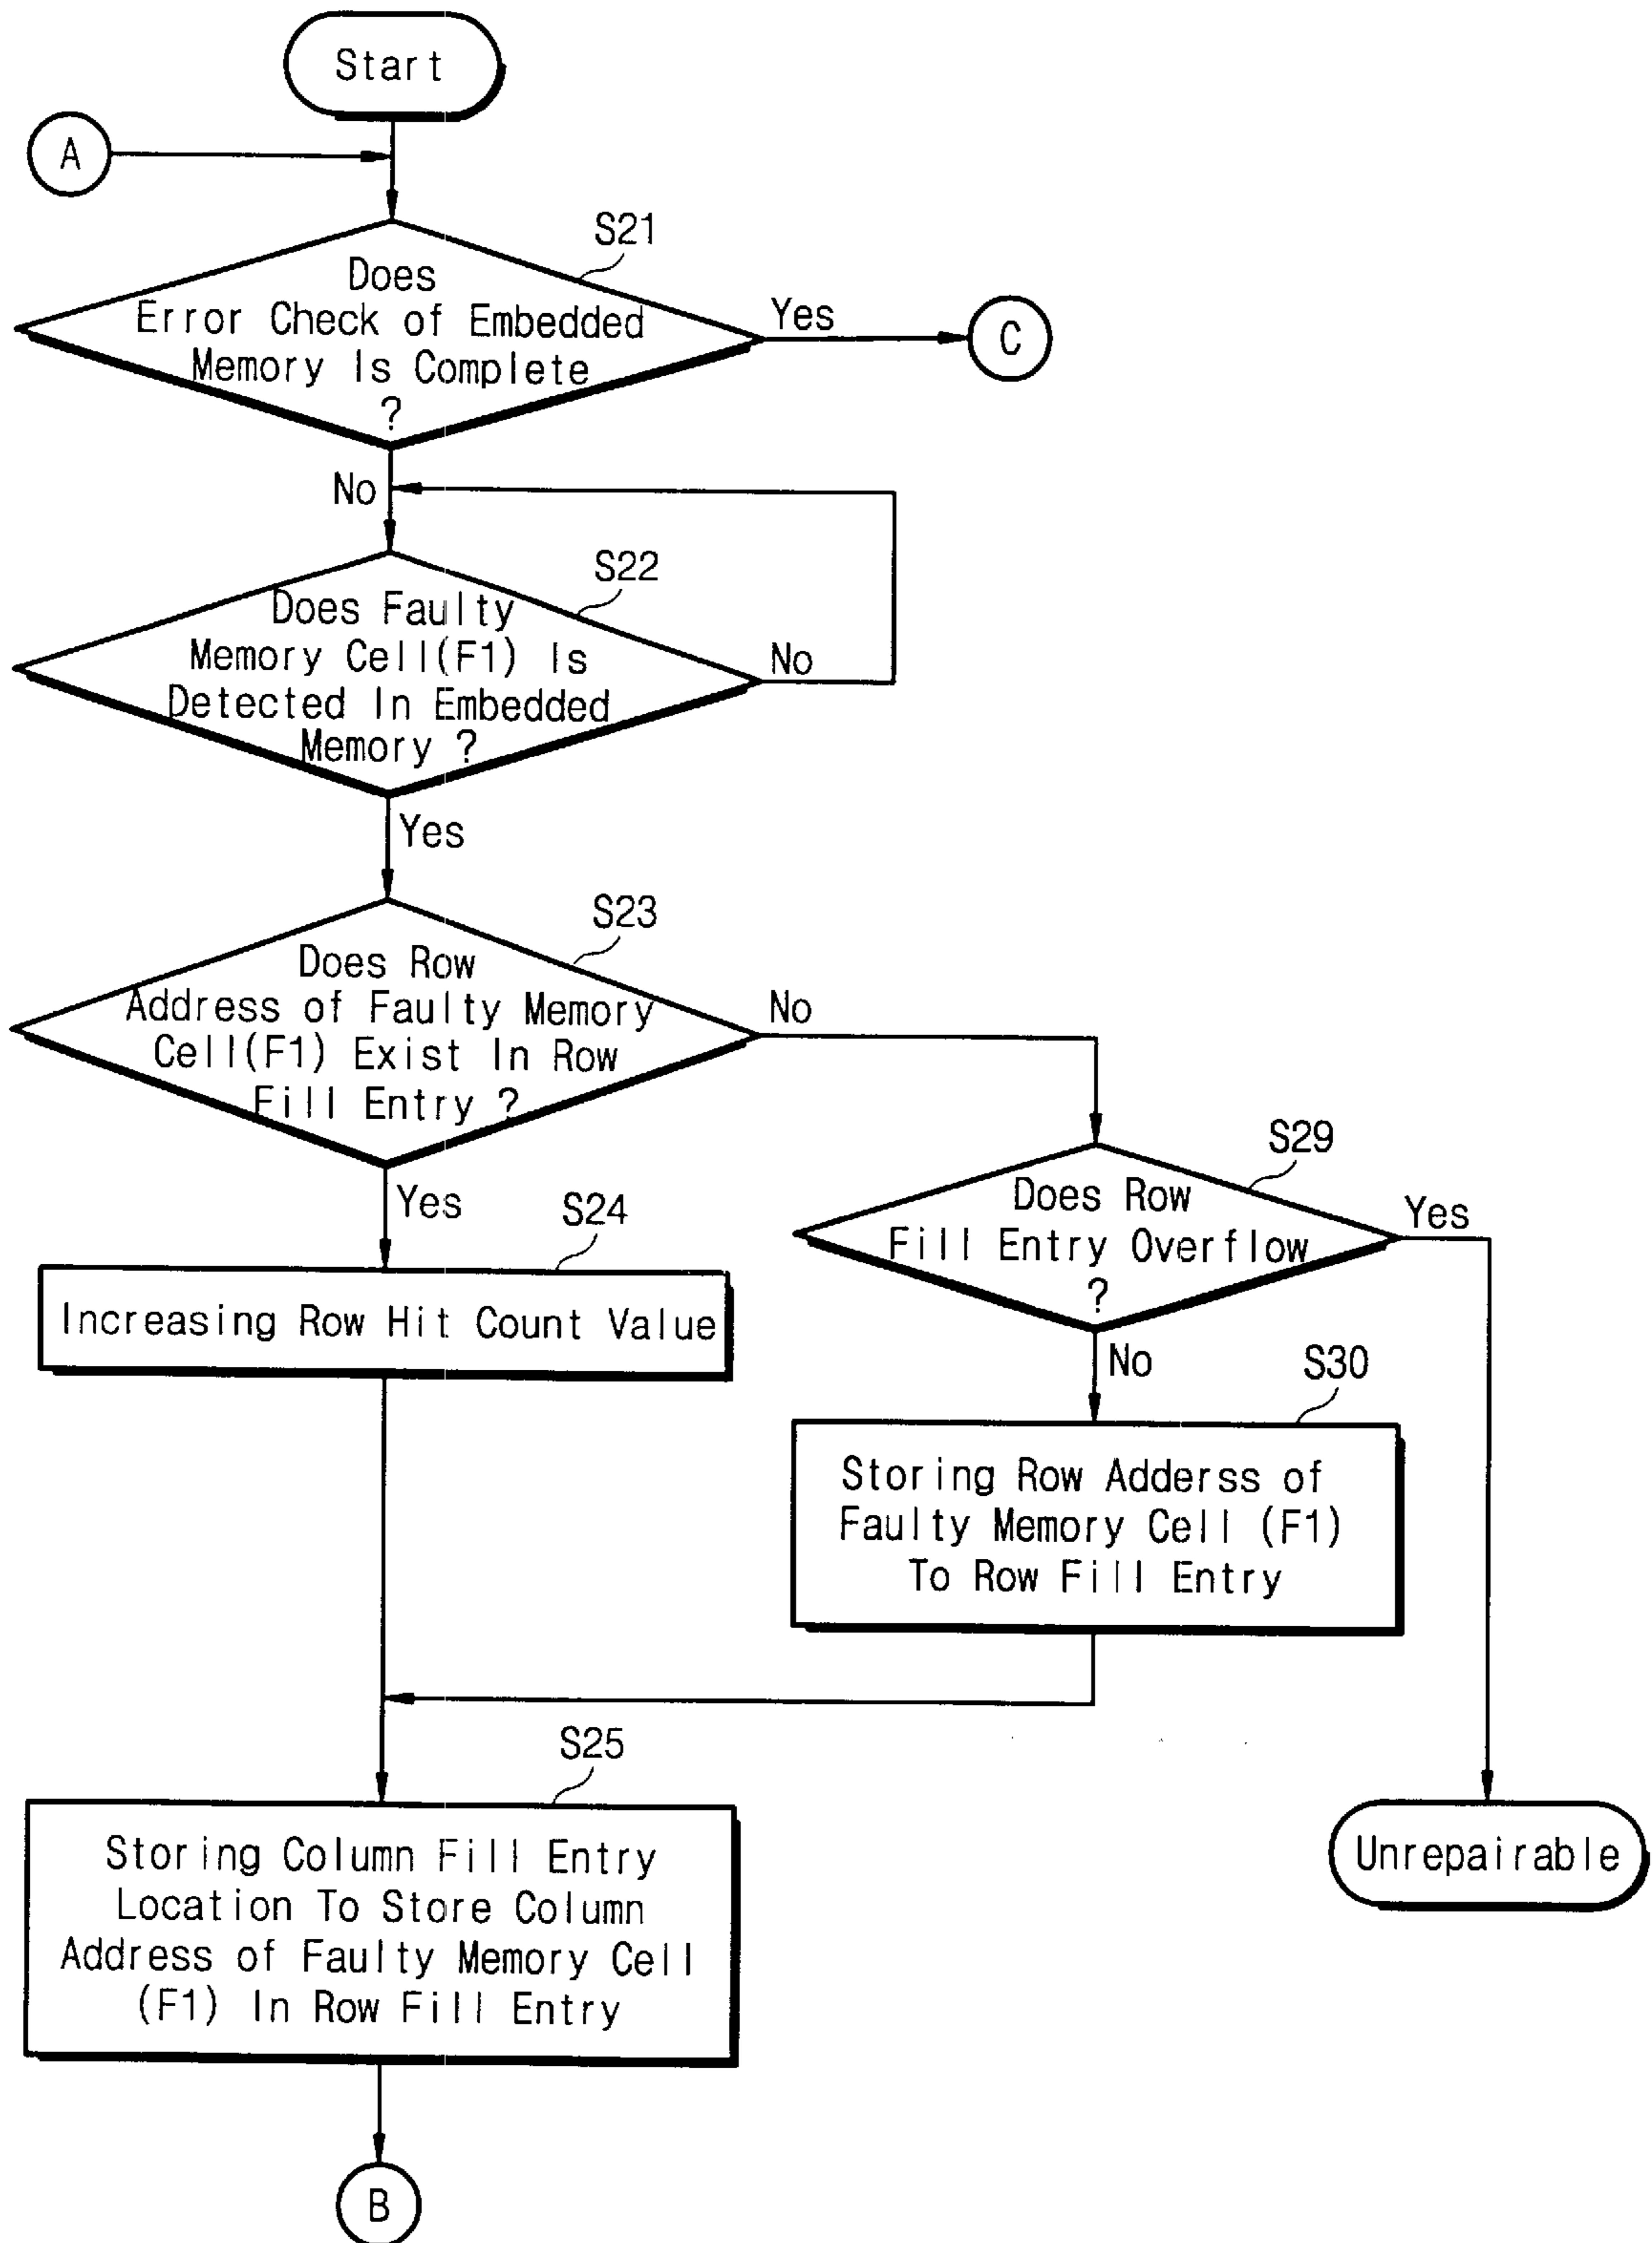 Start
A
S21
Does
Error Check of Embedded
Memory Is Complete
?
Yes
C
No
S22
Does Faulty
Memory Cell(F1) Is
Detected In Embedded
Memory ?
No
Yes
S23
Does Row
Address of Faulty Memory
Cell(F1) Exist In Row
Fill Entry ?
No
Yes
S24
Increasing Row Hit Count Value
S29
Does Row
Fill Entry Overflow
?
Yes
No
S30
Storing Row Adderss of
Faulty Memory Cell (F1)
To Row Fill Entry
S25
Storing Column Fill Entry
Location To Store Column
Address of Faulty Memory Cell
(F1) In Row Fill Entry
Unrepairable
B